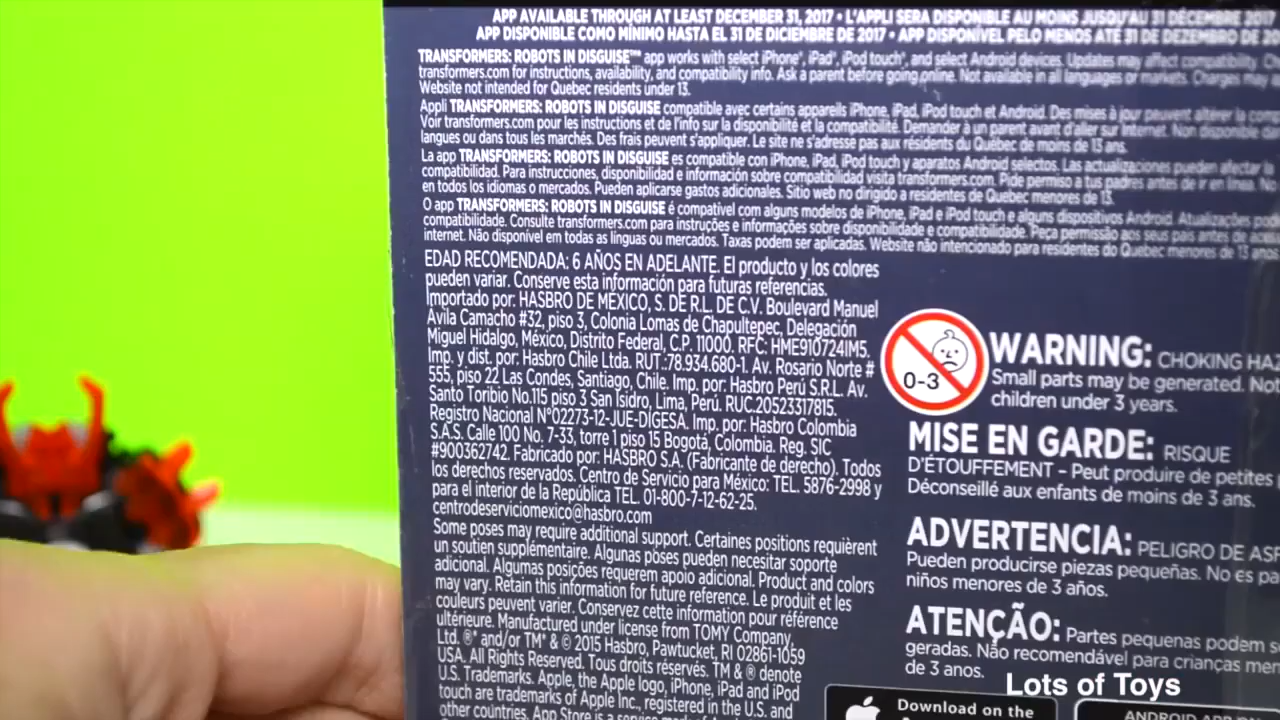 APP AVAILABLE THROUGH AT LEAST DECEMBER 31, 2017 • L'APPLI SERA DISPONIBLE AU MOINS JUSQU'AU 31 DÉCEMBRE 2017
APP DISPONIBLE COMO MÍNIMO HASTA EL 31 DE DICIEMBRE DE 2017 • APP DISPONÍVEL PELO MENOS ATÉ 31 DE DEZEMBRO DE 20
TRANSFORMERS: ROBOTS IN DISGUISE™ app works with select iPhone®, iPad®, iPod touch®, and select Android devices. Updates may affect compatibility.
transformers.com for instructions, availability, and compatibility info. Ask a parent before going online. Not available in all languages or markets. Charges may
Website not intended for Quebec residents under 13.
Appli TRANSFORMERS: ROBOTS IN DISGUISE compatible avec certains appareils iPhone, iPad, iPod touch et Android. Des mises à jour peuvent altérer la
Voir transformers.com pour les instructions et de l'info sur la disponibilité et la compatibilité. Demander à un parent avant d'aller sur Internet. Non disponible
langues ou dans tous les marchés. Des frais peuvent s'appliquer. Le site ne s'adresse pas aux résidents du Québec de moins de 13 ans.
La app TRANSFORMERS: ROBOTS IN DISGUISE es compatible con iPhone, iPad, iPod touch y aparatos Android selectos. Las actualizaciones pueden afectar la
compatibilidad. Para instrucciones, disponibilidad e información sobre compatibilidad visita transformers.com. Pide permiso a tus padres antes de ir en línea. No
en todos los idiomas o mercados. Pueden aplicarse gastos adicionales. Sitio web no dirigido a residentes de Quebec menores de 13.
O app TRANSFORMERS: ROBOTS IN DISGUISE é compatível com alguns modelos de iPhone, iPad e iPod touch e alguns dispositivos Android. Atualizações
compatibilidade. Consulte transformers.com para instruções e informações sobre disponibilidade e compatibilidade. Peça permissão aos seus pais antes de
internet. Não disponível em todas as línguas ou mercados. Taxas podem ser aplicadas. Website não intencionado para residentes do Quebec menores de 13 anos.
EDAD RECOMENDADA: 6 AÑOS EN ADELANTE. El producto y los colores
pueden variar. Conserve esta información para futuras referencias.
Importado por: HASBRO DE MÉXICO, S. DE R.L. DE C.V. Boulevard Manuel
Ávila Camacho #32, piso 3, Colonia Lomas de Chapultepec, Delegación
Miguel Hidalgo, México, Distrito Federal, C.P. 11000. RFC: HME910724IM5.
Imp. y dist. por: Hasbro Chile Ltda. RUT.:78.934.680-1. Av. Rosario Norte #
555, piso 22 Las Condes, Santiago, Chile. Imp. por: Hasbro Perú S.R.L. Av.
Santo Toribio No.115 piso 3 San Isidro, Lima, Perú. RUC.20523317815.
Registro Nacional N°02273-12-JUE-DIGESA. Imp. por: Hasbro Colombia
S.A.S. Calle 100 No. 7-33, torre 1 piso 15 Bogotá, Colombia. Reg. SIC
#900362742. Fabricado por: HASBRO S.A. (Fabricante de derecho). Todos
los derechos reservados. Centro de Servicio para México: TEL. 5876-2998 y
para el interior de la República TEL. 01-800-7-12-62-25.
centrodeserviciomexico@hasbro.com
Some poses may require additional support. Certaines positions requièrent
un soutien supplémentaire. Algunas poses pueden necesitar soporte
adicional. Algumas posições requerem apoio adicional. Product and colors
may vary. Retain this information for future reference. Le produit et les
couleurs peuvent varier. Conservez cette information pour référence
ultérieure. Manufactured under license from TOMY Company,
Ltd. ®* and/or TM* & © 2015 Hasbro, Pawtucket, RI 02861-1059
USA. All Rights Reserved. Tous droits réservés. TM & ® denote
U.S. Trademarks. Apple, the Apple logo, iPhone, iPad and iPod
touch are trademarks of Apple Inc., registered in the U.S. and
other countries. App Store is a service mark of
0-3
WARNING: CHOKING HAZ
Small parts may be generated. Not
children under 3 years.
MISE EN GARDE: RISQUE
D'ÉTOUFFEMENT – Peut produire de petites
Déconseillé aux enfants de moins de 3 ans.
ADVERTENCIA: PELIGRO DE ASF
Pueden producirse piezas pequeñas. No es pa
niños menores de 3 años.
ATENÇÃO: Partes pequenas podem s
geradas. Não recomendável para crianças men
de 3 anos.
Download on the
ANDROID APP ON
Lots of Toys